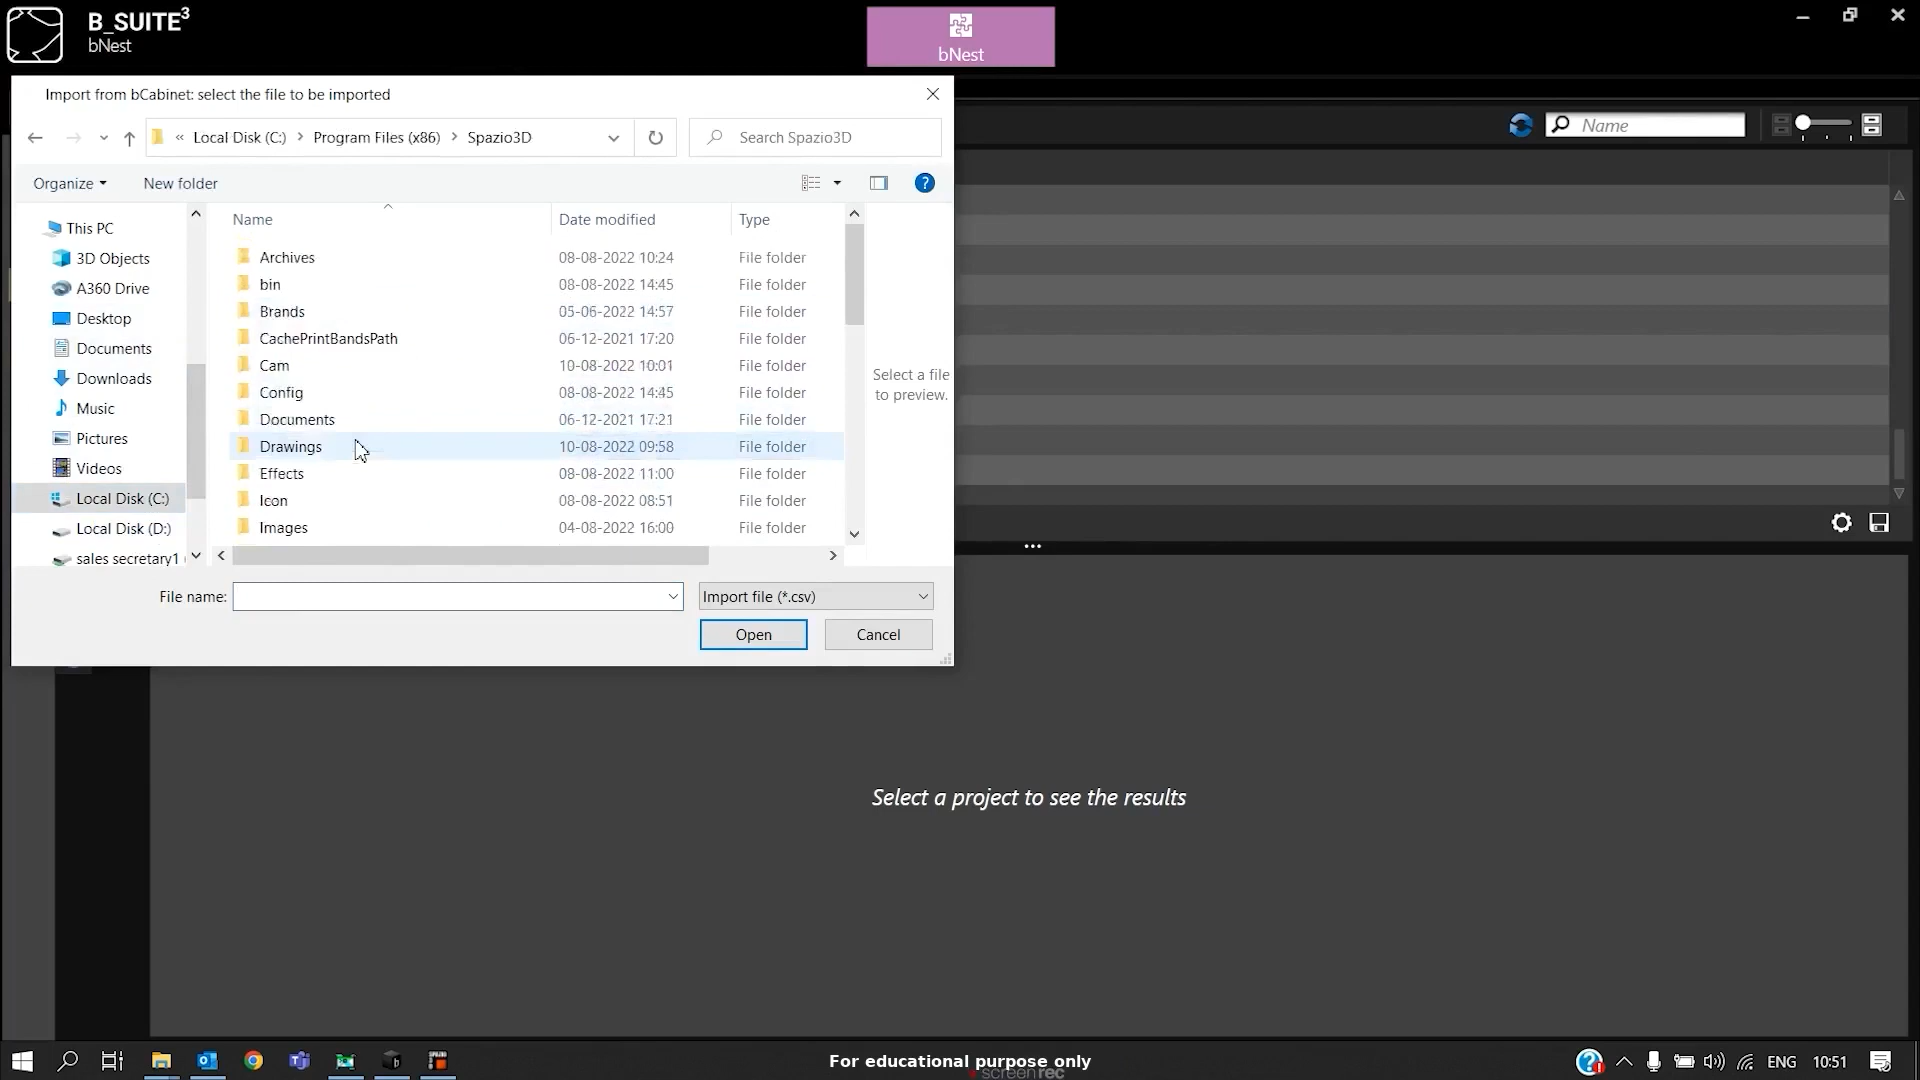 B_SUITE³
bNest
bNest
Import from bCabinet: select the file to be imported
« Local Disk (C:) > Program Files (x86) > Spazio3D
Search Spazio3D
Name
Organize
New folder
?
This PC
3D Objects
A360 Drive
Desktop
Documents
Downloads
Music
Pictures
Videos
Local Disk (C:)
Local Disk (D:)
sales secretary1
Name Date modified Type
Archives 08-08-2022 10:24 File folder
bin 08-08-2022 14:45 File folder
Brands 05-06-2022 14:57 File folder
CachePrintBandsPath 06-12-2021 17:20 File folder
Cam 10-08-2022 10:01 File folder
Config 08-08-2022 14:45 File folder
Documents 06-12-2021 17:21 File folder
Drawings 10-08-2022 09:58 File folder
Effects 08-08-2022 11:00 File folder
Icon 08-08-2022 08:51 File folder
Images 04-08-2022 16:00 File folder
Select a file
to preview.
File name:
Import file (*.csv)
Open
Cancel
Select a project to see the results
For educational purpose only
screenrec
ENG 10:51